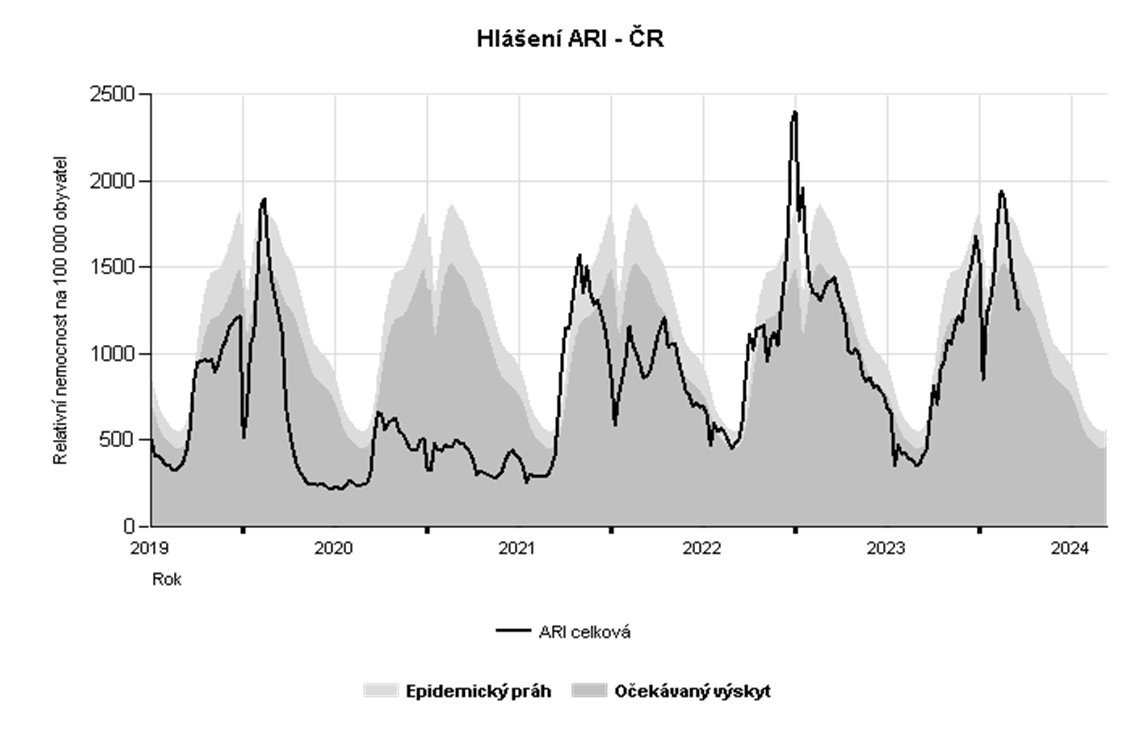 Hlášení ARI - ČR
Relativní nemocnost na 100 000 obyvatel
2500
2000
1500
1000
500
0
2019 2020 2021 2022 2023 2024
Rok
ARI celková
Epidemický práh Očekávaný výskyt